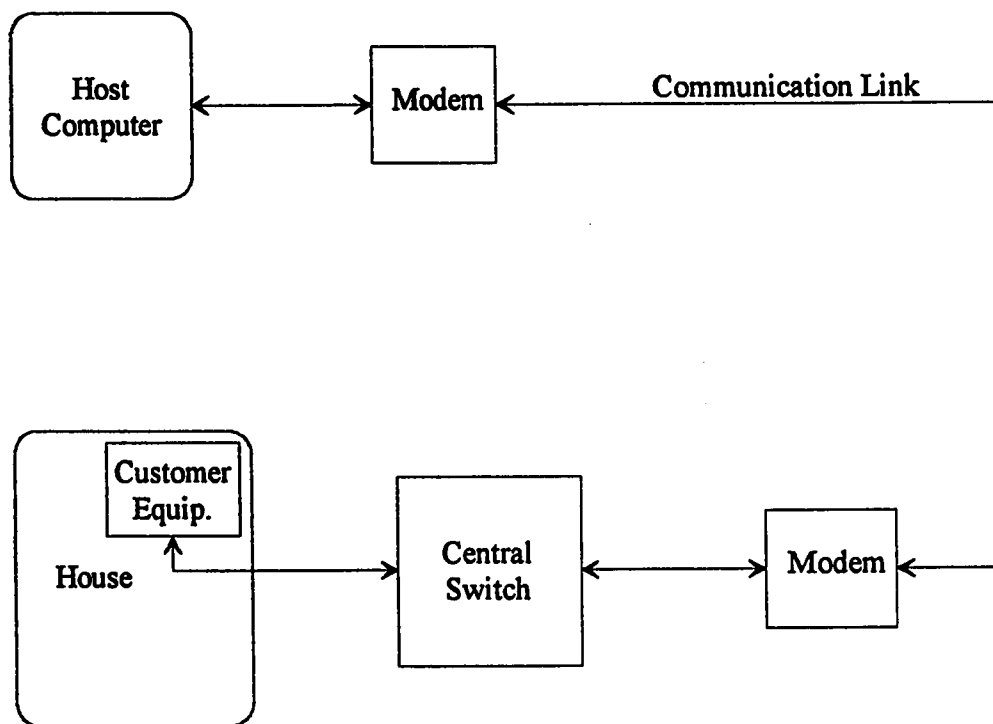 Host
Computer
Modem
Communication Link
Customer
Equip.
House
Central
Switch
Modem